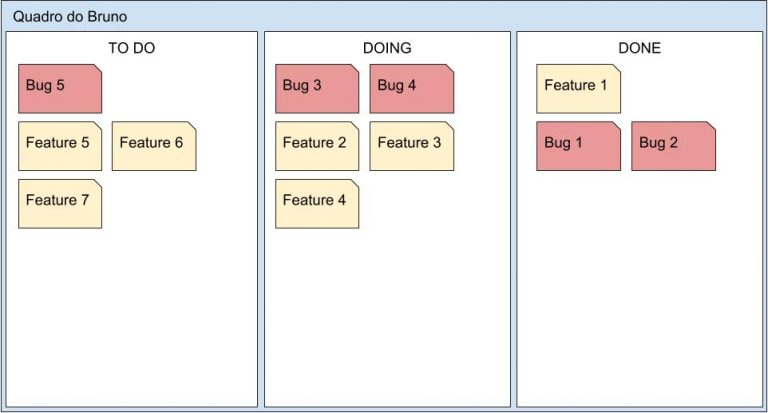 Quadro do Bruno
TO DO
Bug 5
Feature 5
Feature 6
Feature 7
DOING
Bug 3
Bug 4
Feature 2
Feature 3
Feature 4
DONE
Feature 1
Bug 1
Bug 2